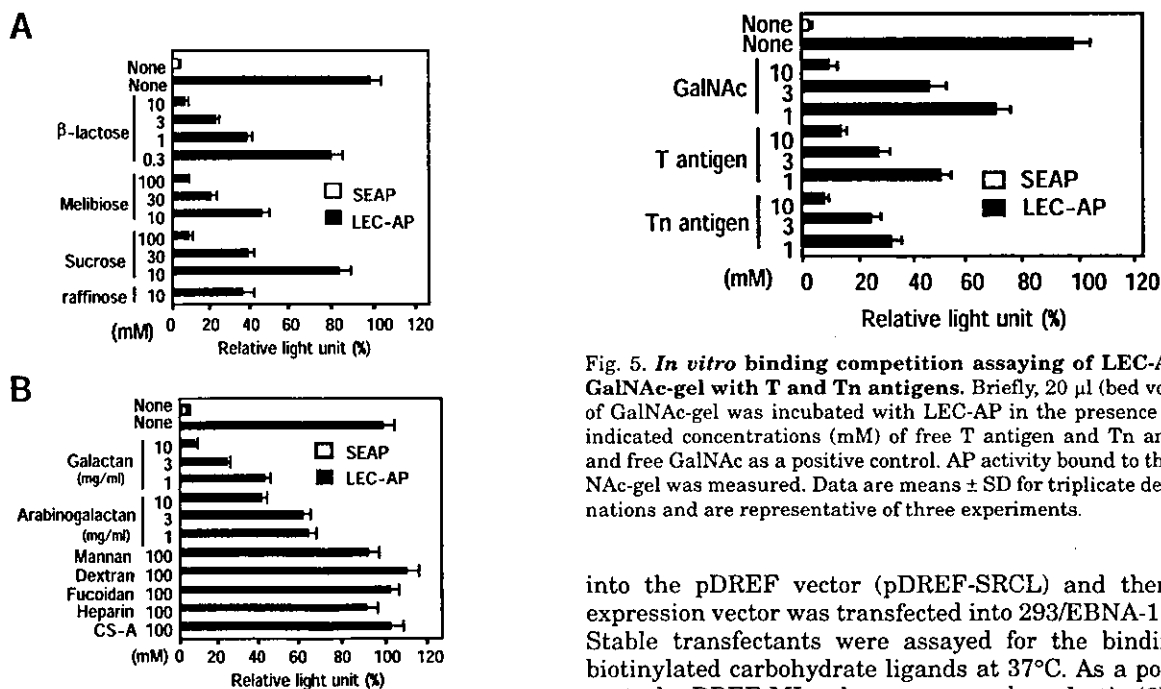 A
None
None
β-lactose
10
3
1
0.3
Melibiose
100
30
10
Sucrose
100
30
10
raffinose
10
SEAP
LEC-AP
(mM)
0 20 40 60 80 100 120
Relative light unit (%)
B
None
None
Galactan
(mg/ml)
10
3
1
Arabinogalactan
(mg/ml)
10
3
1
Mannan 100
Dextran 100
Fucoidan 100
Heparin 100
CS-A 100
SEAP
LEC-AP
(mM)
0 20 40 60 80 100 120
Relative light unit (%)
None
None
GalNAc
10
3
1
T antigen
10
3
1
Tn antigen
10
3
1
SEAP
LEC-AP
(mM)
0 20 40 60 80 100 120
Relative light unit (%)
Fig. 5. In vitro binding competition assaying of LEC-A
GalNAc-gel with T and Tn antigens. Briefly, 20 µl (bed vo
of GalNAc-gel was incubated with LEC-AP in the presence
indicated concentrations (mM) of free T antigen and Tn an
and free GalNAc as a positive control. AP activity bound to th
NAc-gel was measured. Data are means ± SD for triplicate de
nations and are representative of three experiments.
into the pDREF vector (pDREF-SRCL) and then
expression vector was transfected into 293/EBNA-1
Stable transfectants were assayed for the bindin
biotinylated carbohydrate ligands at 37°C. As a po